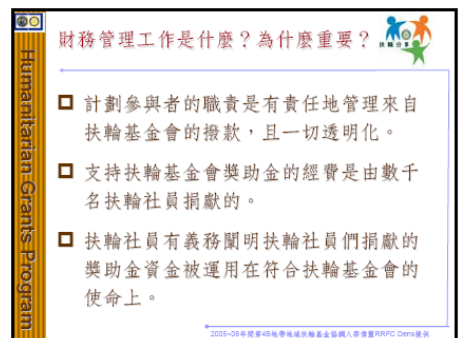 財務管理工作是什麼？為什麼重要？
扶輪分享
Humanitarian Grants Program
計劃參與者的職責是有責任地管理來自
扶輪基金會的撥款，且一切透明化。
支持扶輪基金會獎助金的經費是由數千
名扶輪社員捐獻的。
扶輪社員有義務闡明扶輪社員們捐獻的
獎助金資金被運用在符合扶輪基金會的
使命上。